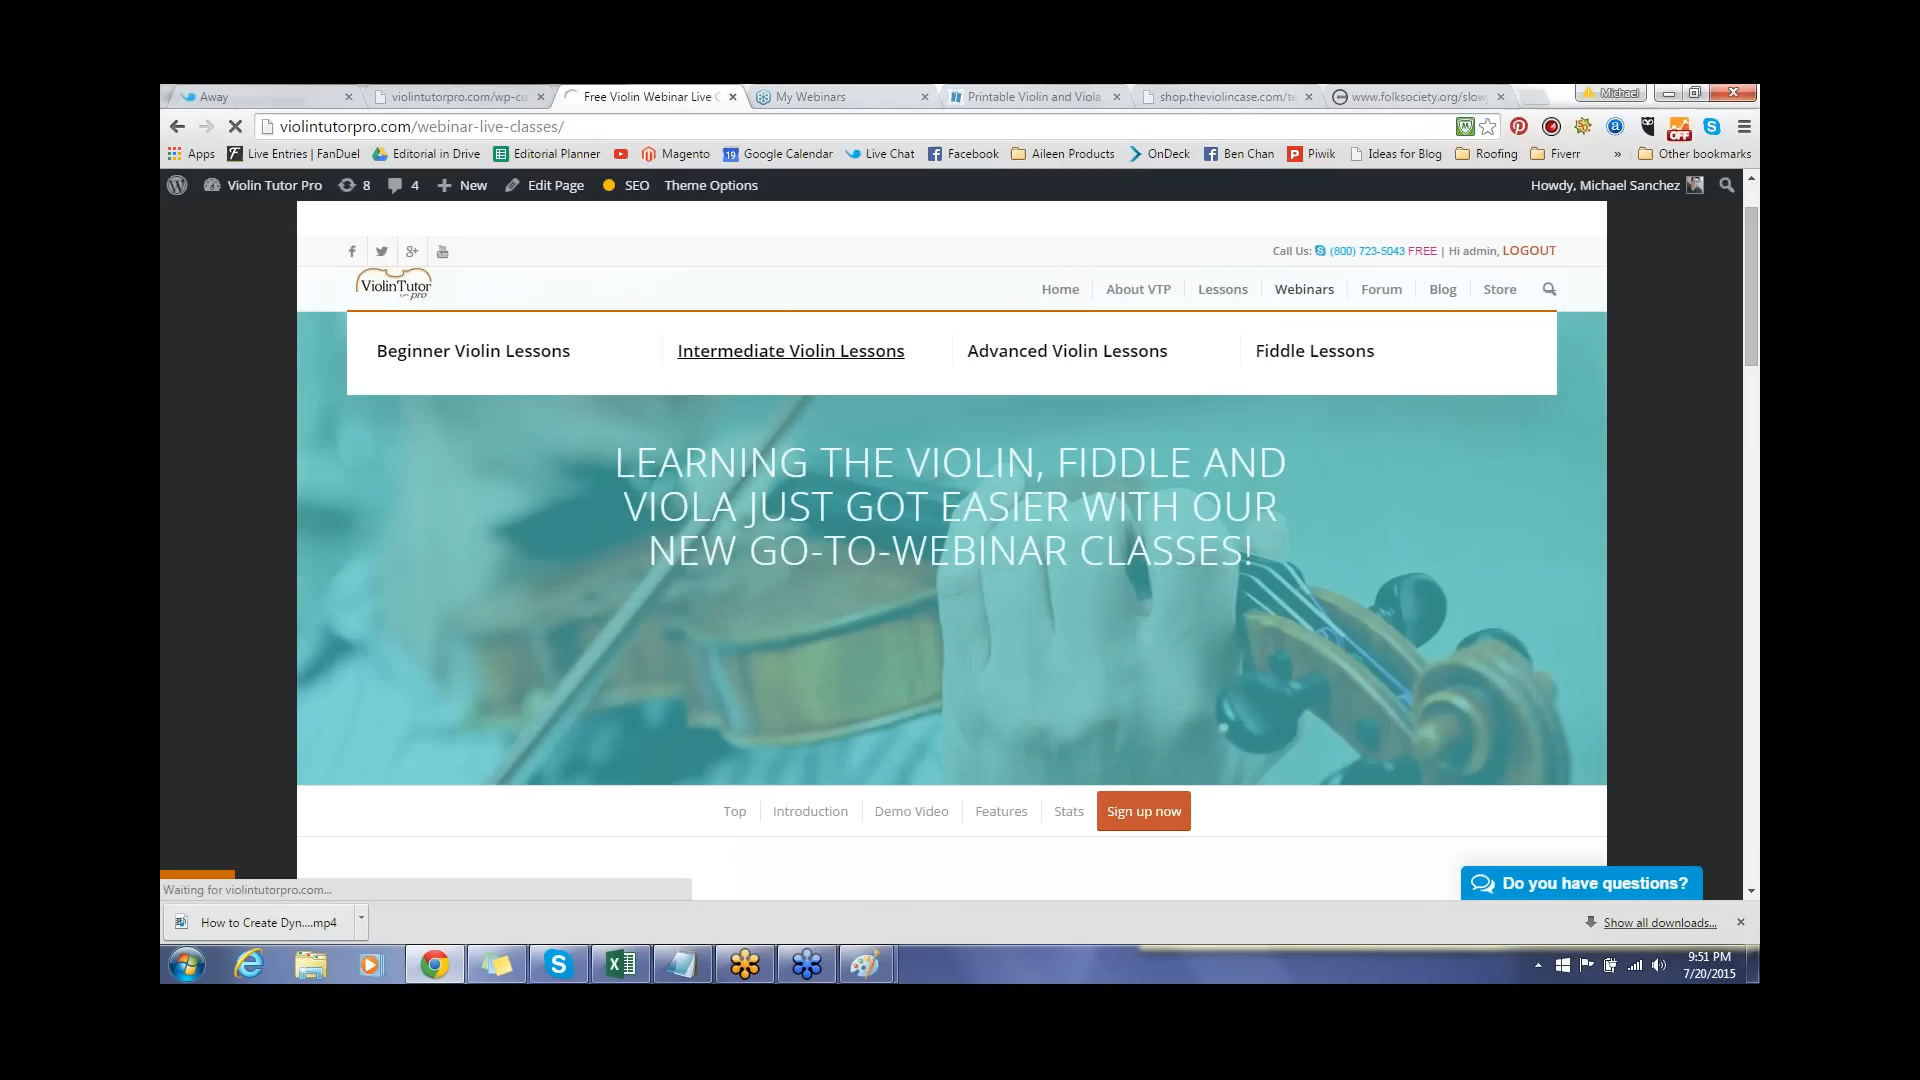 Away
violintutorpro.com/wp-co
Free Violin Webinar Live C
My Webinars
Printable Violin and Viola
shop.theviolincase.com/te
www.folksociety.org/slow
Michael
violintutorpro.com/webinar-live-classes/
OFF
Apps
Live Entries | FanDuel
Editorial in Drive
Editorial Planner
Magento
19
Google Calendar
Live Chat
Facebook
Aileen Products
OnDeck
Ben Chan
Piwik
Ideas for Blog
Roofing
Fiverr
»
Other bookmarks
Violin Tutor Pro
8
4
New
Edit Page
SEO
Theme Options
Howdy, Michael Sanchez
Call Us: (800) 723-5043 FREE | Hi admin, LOGOUT
ViolinTutor
pro
Home
About VTP
Lessons
Webinars
Forum
Blog
Store
Beginner Violin Lessons
Intermediate Violin Lessons
Advanced Violin Lessons
Fiddle Lessons
LEARNING THE VIOLIN, FIDDLE AND
VIOLA JUST GOT EASIER WITH OUR
NEW GO-TO-WEBINAR CLASSES!
Top
Introduction
Demo Video
Features
Stats
Sign up now
Waiting for violintutorpro.com...
Do you have questions?
How to Create Dyn....mp4
Show all downloads...
9:51 PM
7/20/2015